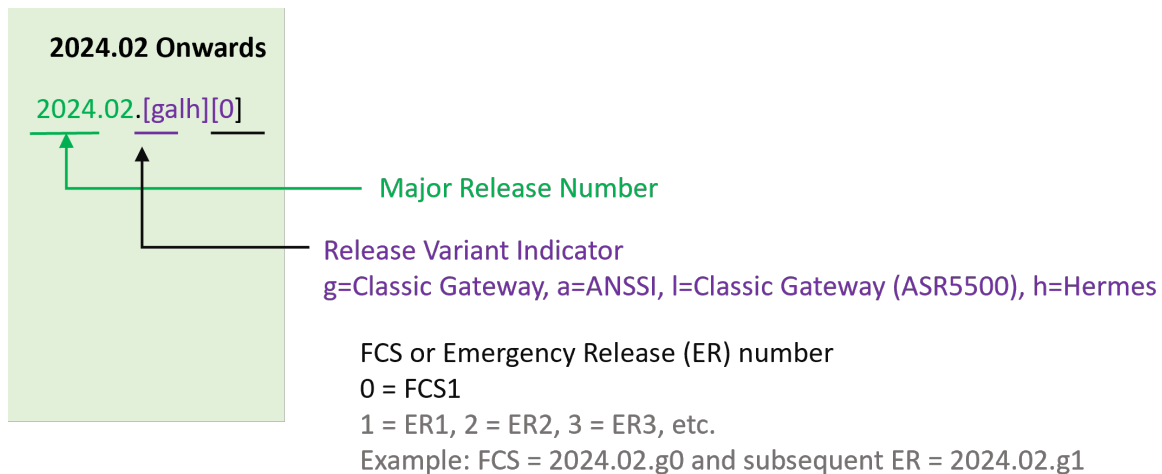 2024.02 Onwards
2024.02.[galh][0]
Major Release Number
Release Variant Indicator
g=Classic Gateway, a=ANSSI, l=Classic Gateway (ASR5500), h=Hermes
FCS or Emergency Release (ER) number
0 = FCS1
1 = ER1, 2 = ER2, 3 = ER3, etc.
Example: FCS = 2024.02.g0 and subsequent ER = 2024.02.g1